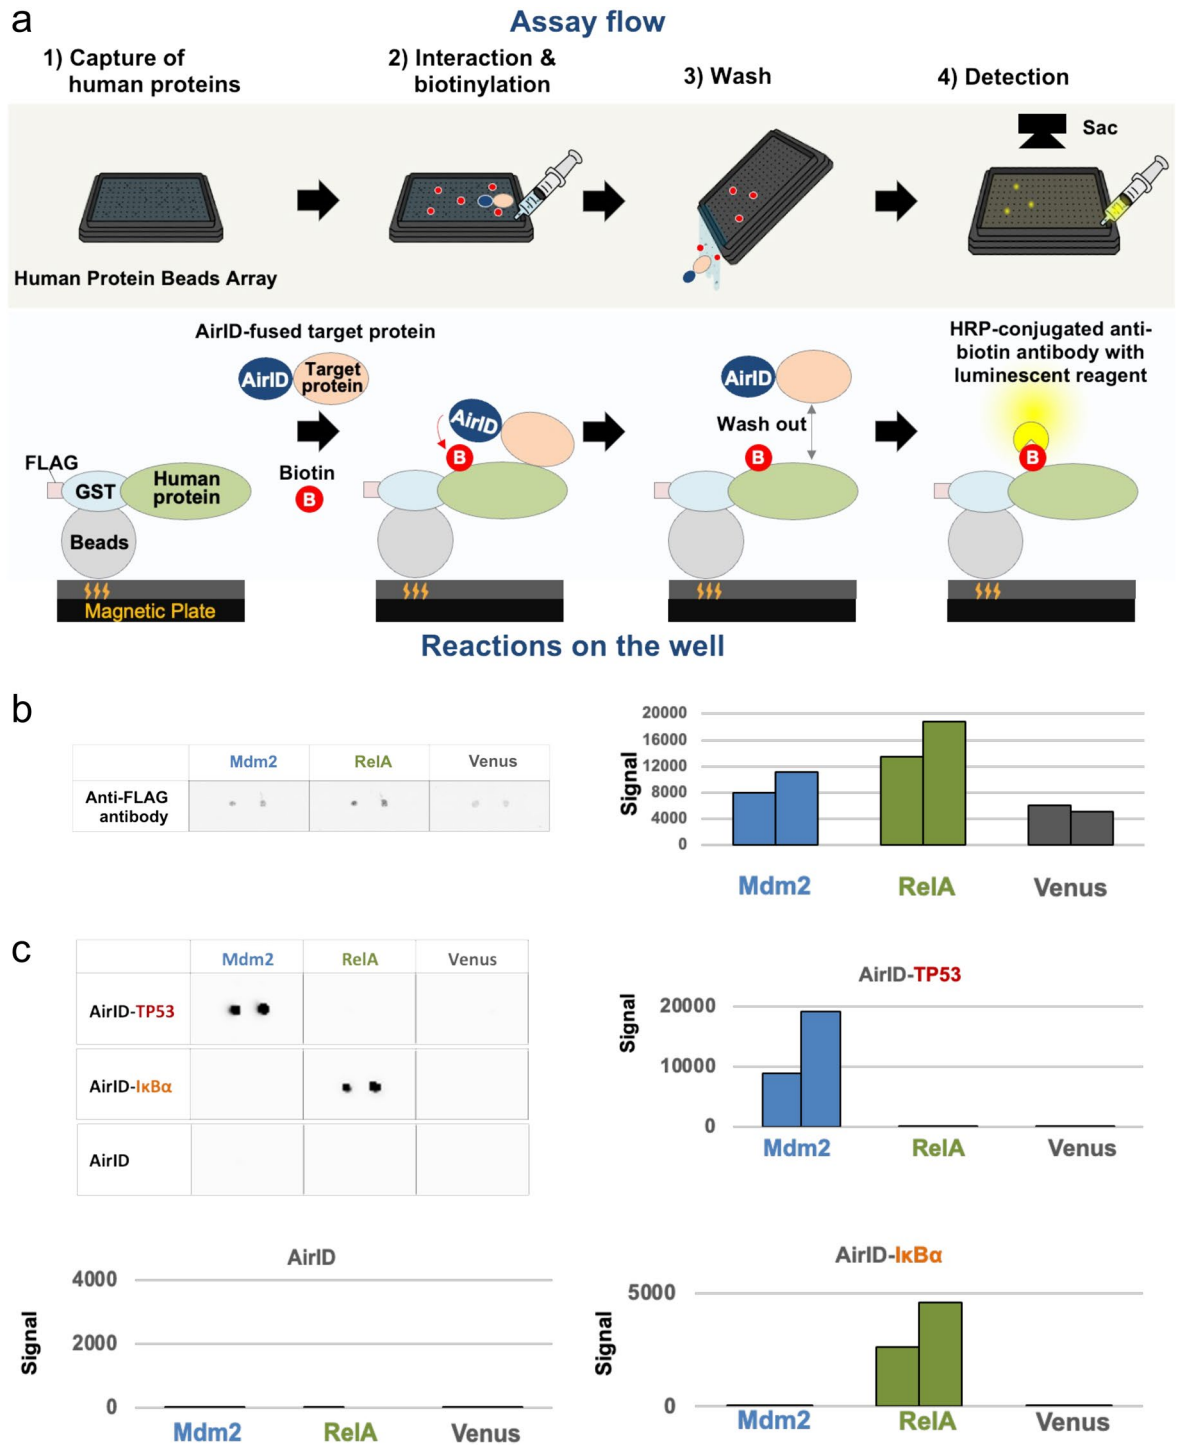 a
Assay flow
1) Capture of
human proteins
2) Interaction &
biotinylation
3) Wash
4) Detection
Sac
Human Protein Beads Array
AirID-fused target protein
AirID
Target
protein
FLAG
GST
Human
protein
Biotin
B
Beads
Magnetic Plate
AirID
B
AirID
Wash out
B
HRP-conjugated anti-
biotin antibody with
luminescent reagent
B
Reactions on the well
b
Mdm2 RelA Venus
Anti-FLAG
antibody
Signal
20000
16000
12000
8000
4000
0
Mdm2 RelA Venus
c
Mdm2 RelA Venus
AirID-TP53
AirID-IκBα
AirID
AirID-TP53
Signal
20000
10000
0
Mdm2 RelA Venus
AirID
Signal
4000
2000
0
Mdm2 RelA Venus
AirID-IκBα
Signal
5000
0
Mdm2 RelA Venus